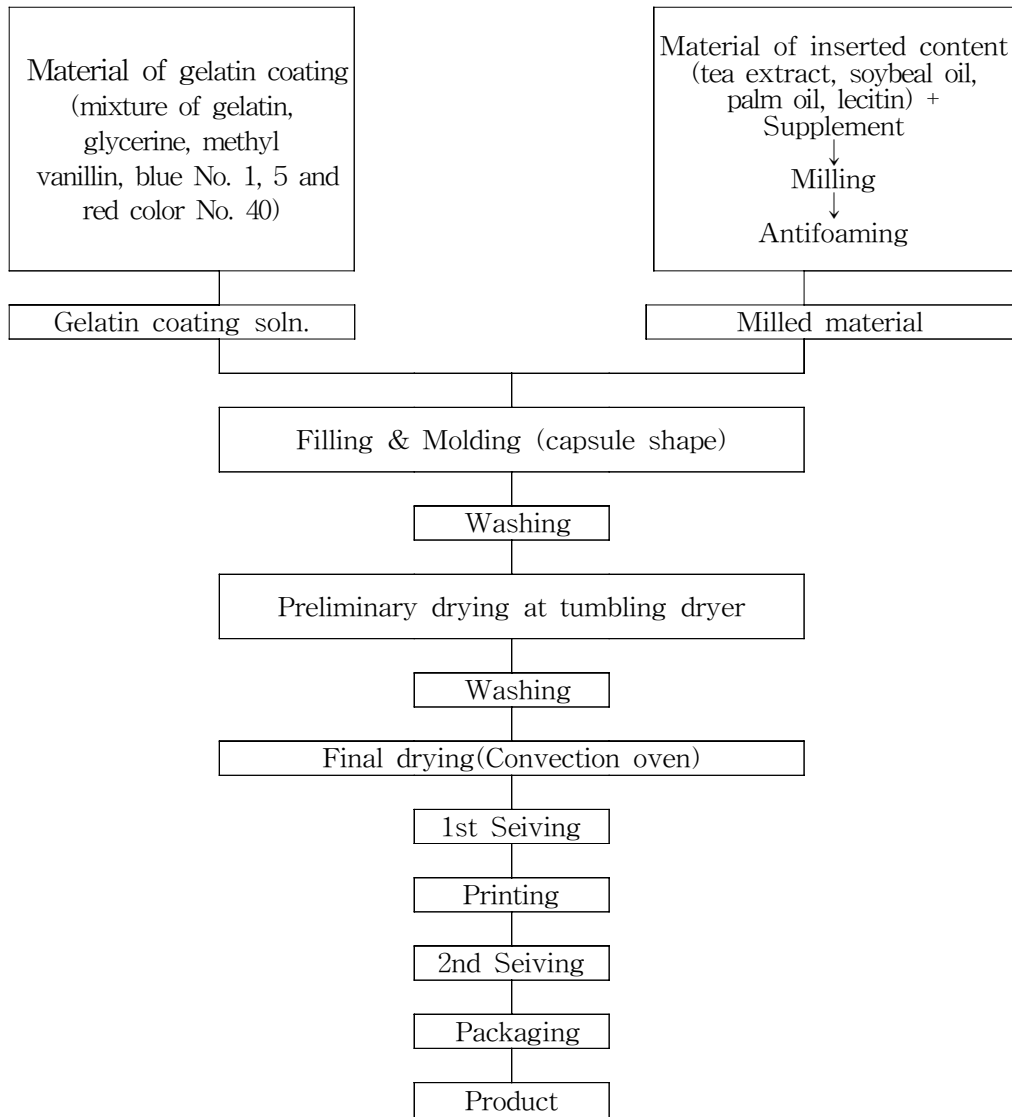 Material of gelatin coating
(mixture of gelatin,
glycerine, methyl
vanillin, blue No. 1, 5 and
red color No. 40)
Material of inserted content
(tea extract, soybeal oil,
palm oil, lecitin) +
Supplement
Milling
Antifoaming
Gelatin coating soln.
Milled material
Filling & Molding (capsule shape)
Washing
Preliminary drying at tumbling dryer
Washing
Final drying(Convection oven)
1st Seiving
Printing
2nd Seiving
Packaging
Product